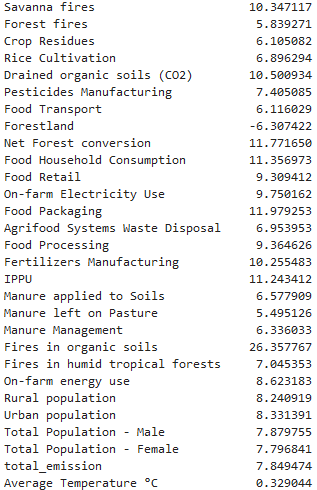 Savanna fires 10.347117
Forest fires 5.839271
Crop Residues 6.105082
Rice Cultivation 6.896294
Drained organic soils (CO2) 10.500934
Pesticides Manufacturing 7.405085
Food Transport 6.116029
Forestland -6.307422
Net Forest conversion 11.771650
Food Household Consumption 11.356973
Food Retail 9.309412
On-farm Electricity Use 9.750162
Food Packaging 11.979253
Agrifood Systems Waste Disposal 6.953953
Food Processing 9.364626
Fertilizers Manufacturing 10.255483
IPPU 11.243412
Manure applied to Soils 6.577909
Manure left on Pasture 5.495126
Manure Management 6.336033
Fires in organic soils 26.357767
Fires in humid tropical forests 7.045353
On-farm energy use 8.623183
Rural population 8.240919
Urban population 8.331391
Total Population - Male 7.879755
Total Population - Female 7.796841
total_emission 7.849474
Average Temperature °C 0.329044